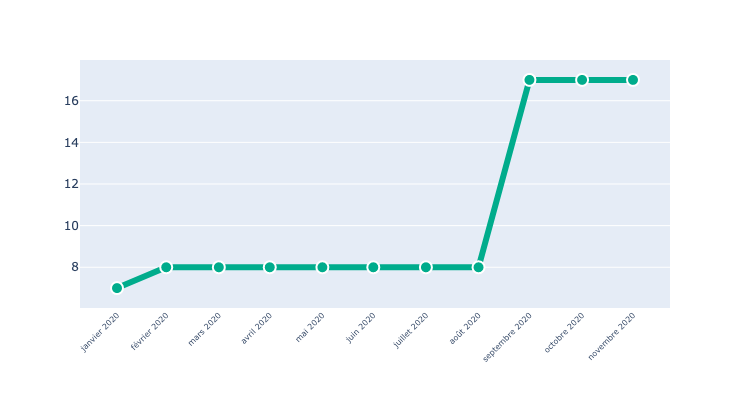 16
14
12
10
8
janvier 2020
février 2020
mars 2020
avril 2020
mai 2020
juin 2020
juillet 2020
août 2020
septembre 2020
octobre 2020
novembre 2020